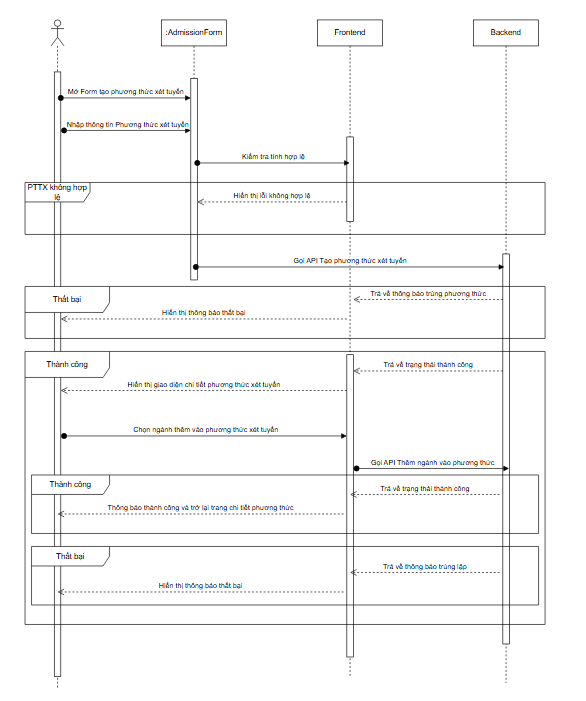 :AdmissionForm
Frontend
Backend
Mở Form tạo phương thức xét tuyển
Nhập thông tin Phương thức xét tuyển
Kiểm tra tính hợp lệ
PTTX không hợp
lệ
Hiển thị lỗi không hợp lệ
Gọi API Tạo phương thức xét tuyển
Thất bại
Trả về thông báo trùng phương thức
Hiển thị thông báo thất bại
Thành công
Trả về trạng thái thành công
Hiển thị giao diện chi tiết phương thức xét tuyển
Chọn ngành thêm vào phương thức xét tuyển
Gọi API Thêm ngành vào phương thức
Thành công
Trả về trạng thái thành công
Thông báo thành công và trở lại trang chi tiết phương thức
Thất bại
Trả về thông báo trùng lặp
Hiển thị thông báo thất bại